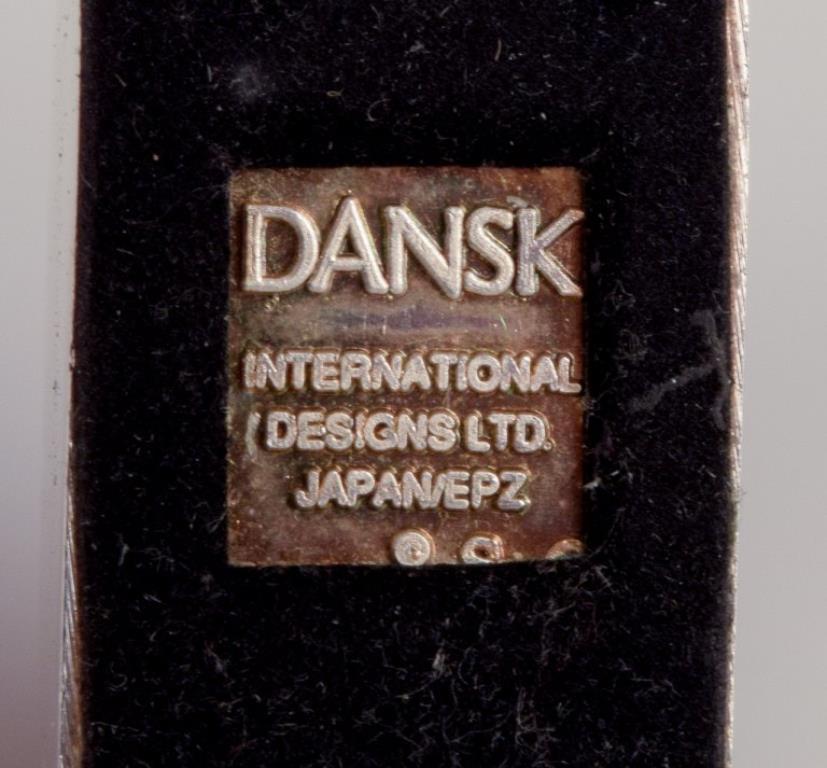 DANSK
INTERNATIONAL
DESIGNS LTD.
JAPAN/EPZ